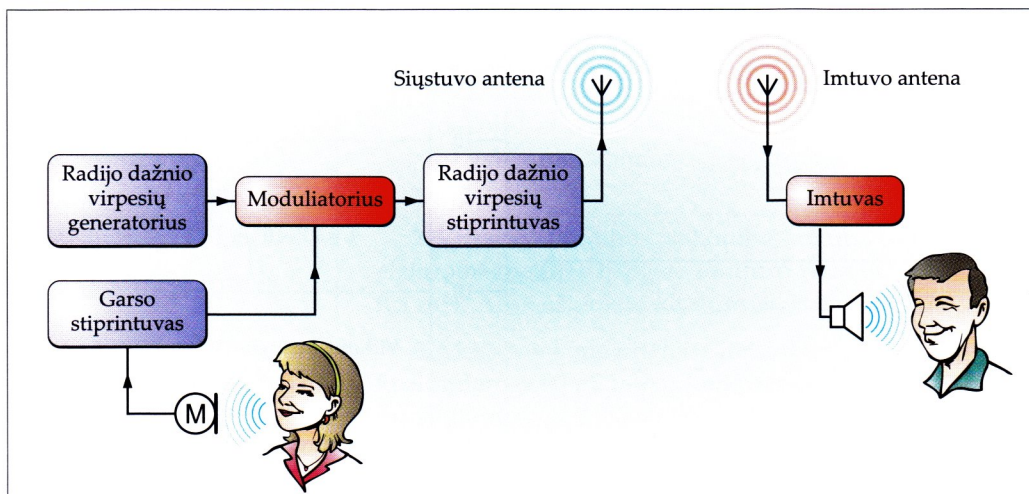 Siųstuvo antena
Imtuvo antena
Radijo dažnio
virpesių
generatorius
Moduliatorius
Radijo dažnio
virpesių
stiprintuvas
Imtuvas
Garso
stiprintuvas
M